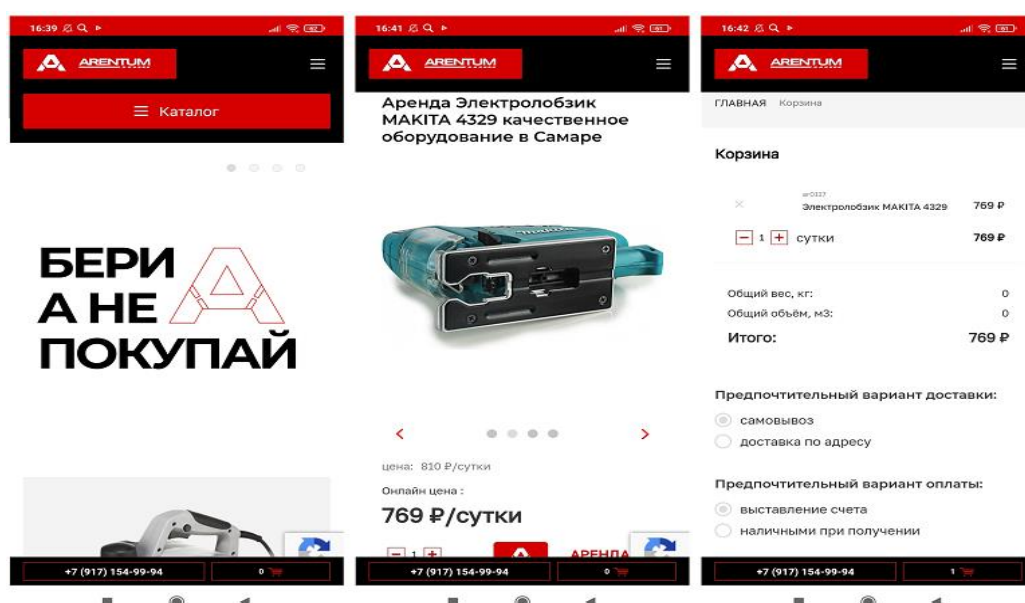 16:39
ARENTUM
Каталог
БЕРИ
А НЕ
ПОКУПАЙ
+7 (917) 154-99-94
0
16:41
ARENTUM
Аренда Электролобзик
MAKITA 4329 качественное
оборудование в Самаре
makita
цена: 810 ₽/сутки
Онлайн цена :
769 ₽/сутки
1
АРЕНДА
+7 (917) 154-99-94
0
16:42
ARENTUM
ГЛАВНАЯ Корзина
Корзина
ar0327
Электролобзик MAKITA 4329 769 ₽
1 сутки 769 ₽
Общий вес, кг: 0
Общий объём, м3: 0
Итого: 769 ₽
Предпочтительный вариант доставки:
самовывоз
доставка по адресу
Предпочтительный вариант оплаты:
выставление счета
наличными при получении
+7 (917) 154-99-94
1